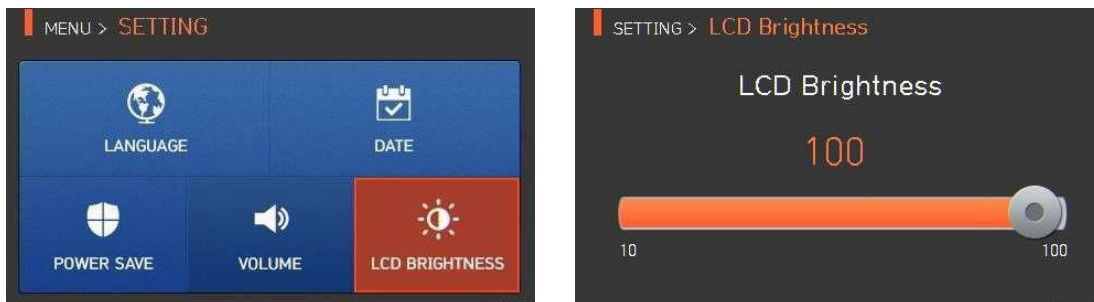 MENU > SETTING
LANGUAGE DATE
POWER SAVE VOLUME LCD BRIGHTNESS
SETTING > LCD Brightness
LCD Brightness
100
10 100